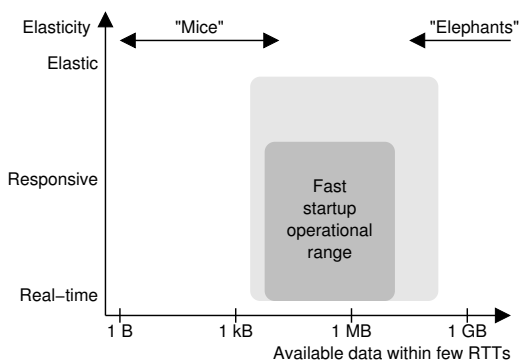 Elasticity
"Mice"
"Elephants"
Elastic
Responsive
Fast
startup
operational
range
Real−time
1 B
1 kB
1 MB
1 GB
Available data within few RTTs